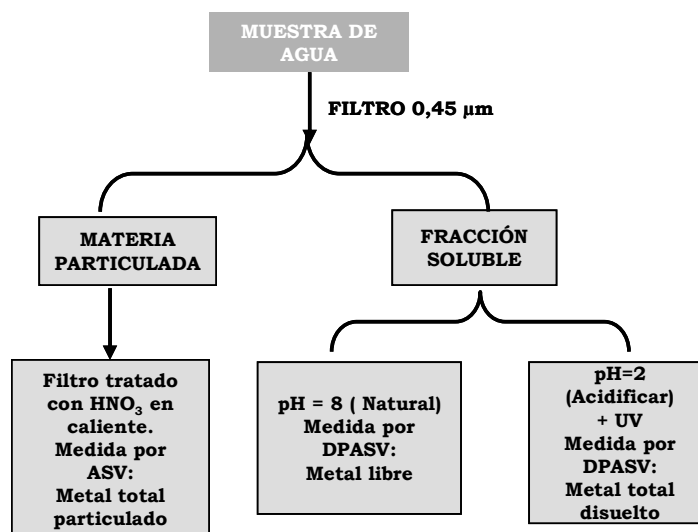 MUESTRA DE
AGUA
FILTRO 0,45 µm
MATERIA
PARTICULADA
FRACCIÓN
SOLUBLE
Filtro tratado
con HNO₃ en
caliente.
Medida por
ASV:
Metal total
particulado
pH = 8 ( Natural)
Medida por
DPASV:
Metal libre
pH=2
(Acidificar)
+ UV
Medida por
DPASV:
Metal total
disuelto